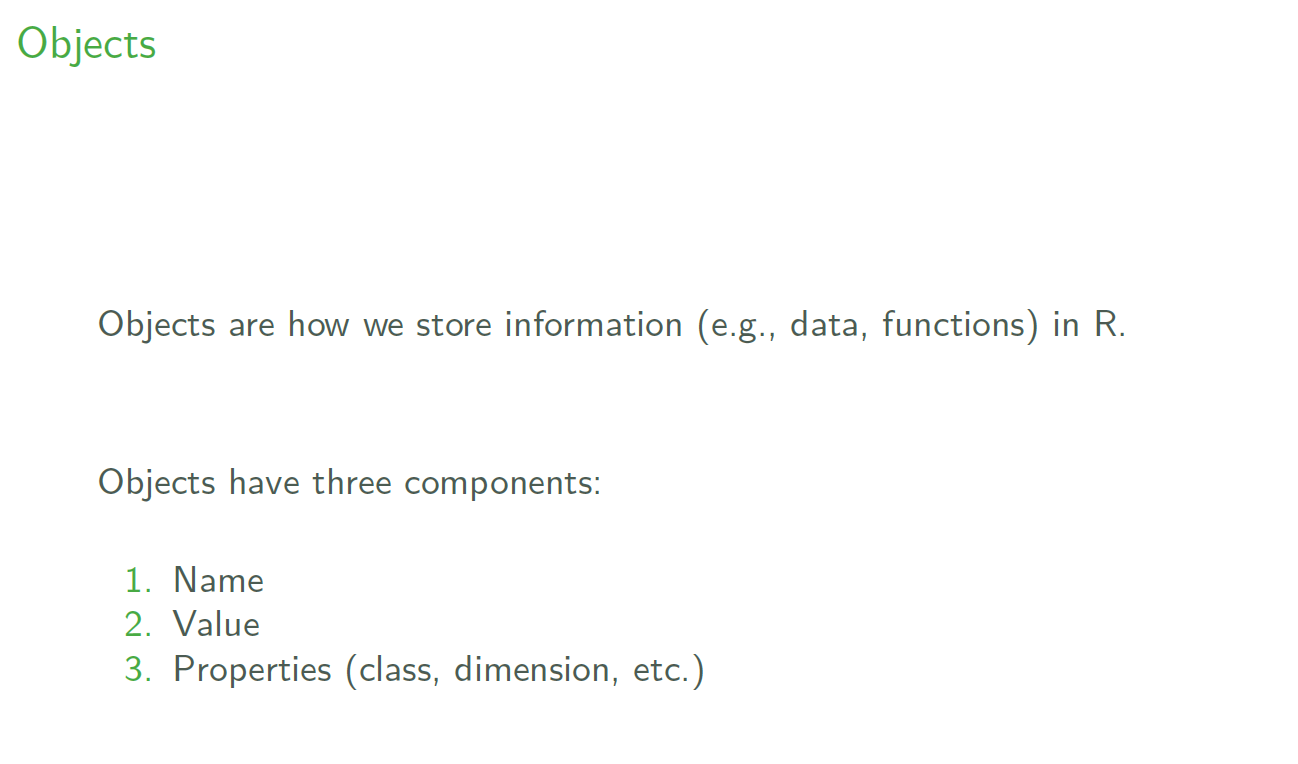 Objects
Objects are how we store information (e.g., data, functions) in R.
Objects have three components:
1. Name
2. Value
3. Properties (class, dimension, etc.)